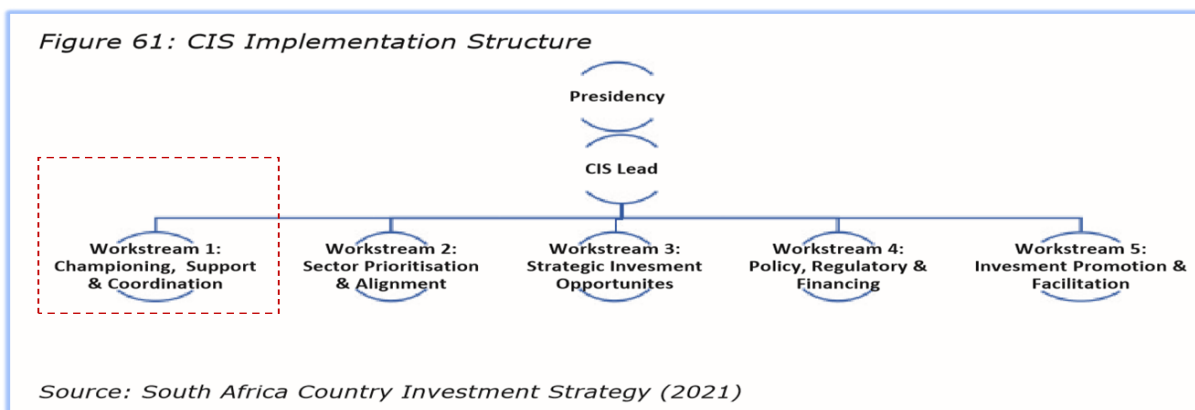 Figure 61: CIS Implementation Structure
Presidency
CIS Lead
Workstream 1:
Championing, Support
& Coordination
Workstream 2:
Sector Prioritisation
& Alignment
Workstream 3:
Strategic Invesment
Opportunites
Workstream 4:
Policy, Regulatory &
Financing
Workstream 5:
Invesment Promotion &
Facilitation
Source: South Africa Country Investment Strategy (2021)